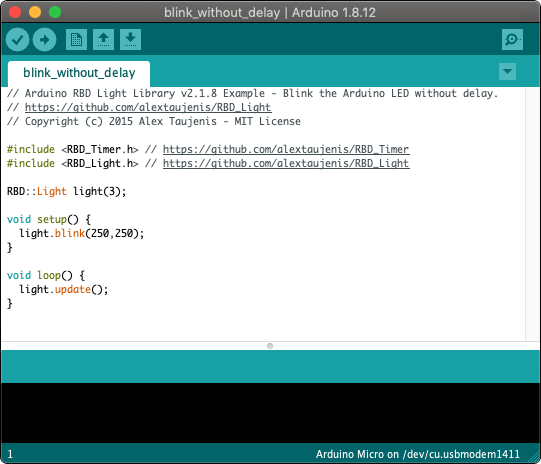 blink_without_delay | Arduino 1.8.12
blink_without_delay
// Arduino RBD Light Library v2.1.8 Example - Blink the Arduino LED without delay.
// https://github.com/alextaujenis/RBD_Light
// Copyright (c) 2015 Alex Taujenis - MIT License
#include <RBD_Timer.h> // https://github.com/alextaujenis/RBD_Timer
#include <RBD_Light.h> // https://github.com/alextaujenis/RBD_Light
RBD::Light light(3);
void setup() {
  light.blink(250,250);
}
void loop() {
  light.update();
}
1 Arduino Micro on /dev/cu.usbmodem1411